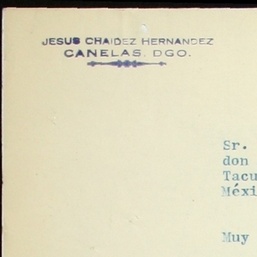 JESUS CHAIDEZ HERNANDEZ
CANELAS, DGO.
Sr.
don
Tacu
Méxi
Muy